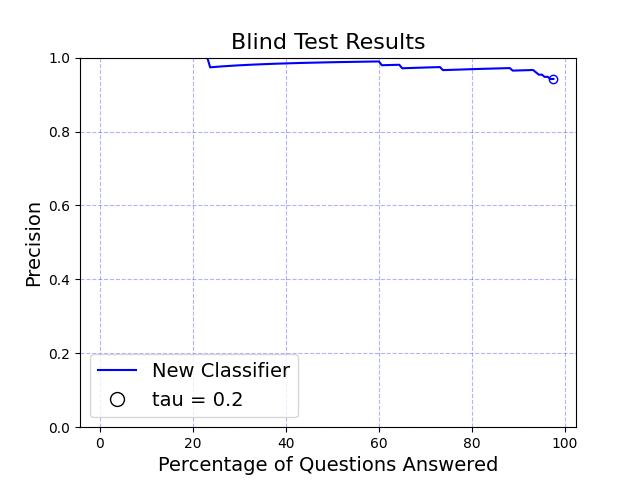 Blind Test Results
1.0
0.8
0.6
0.4
0.2
0.0
Precision
New Classifier
tau = 0.2
0 20 40 60 80 100
Percentage of Questions Answered